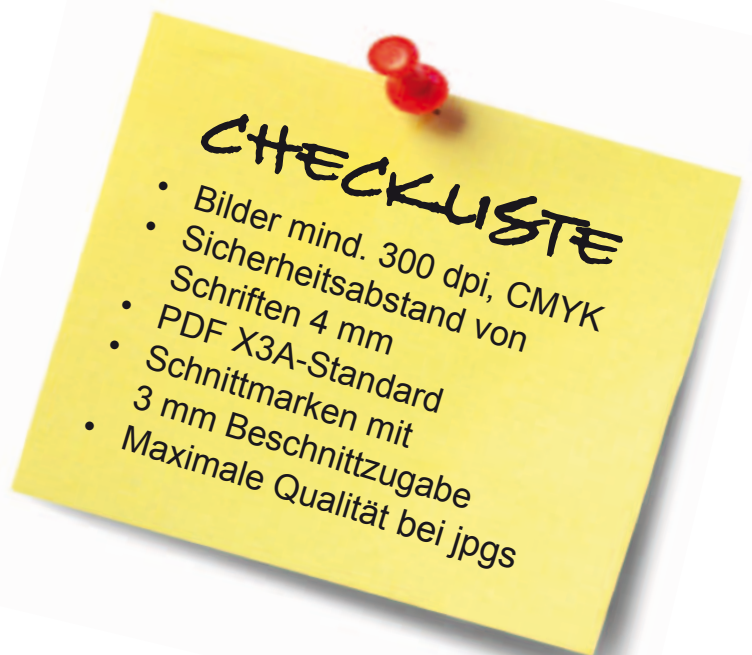 CHECKLISTE
• Bilder mind. 300 dpi, CMYK
• Sicherheitsabstand von
Schriften 4 mm
• PDF X3A-Standard
• Schnittmarken mit
3 mm Beschnittzugabe
• Maximale Qualität bei jpgs